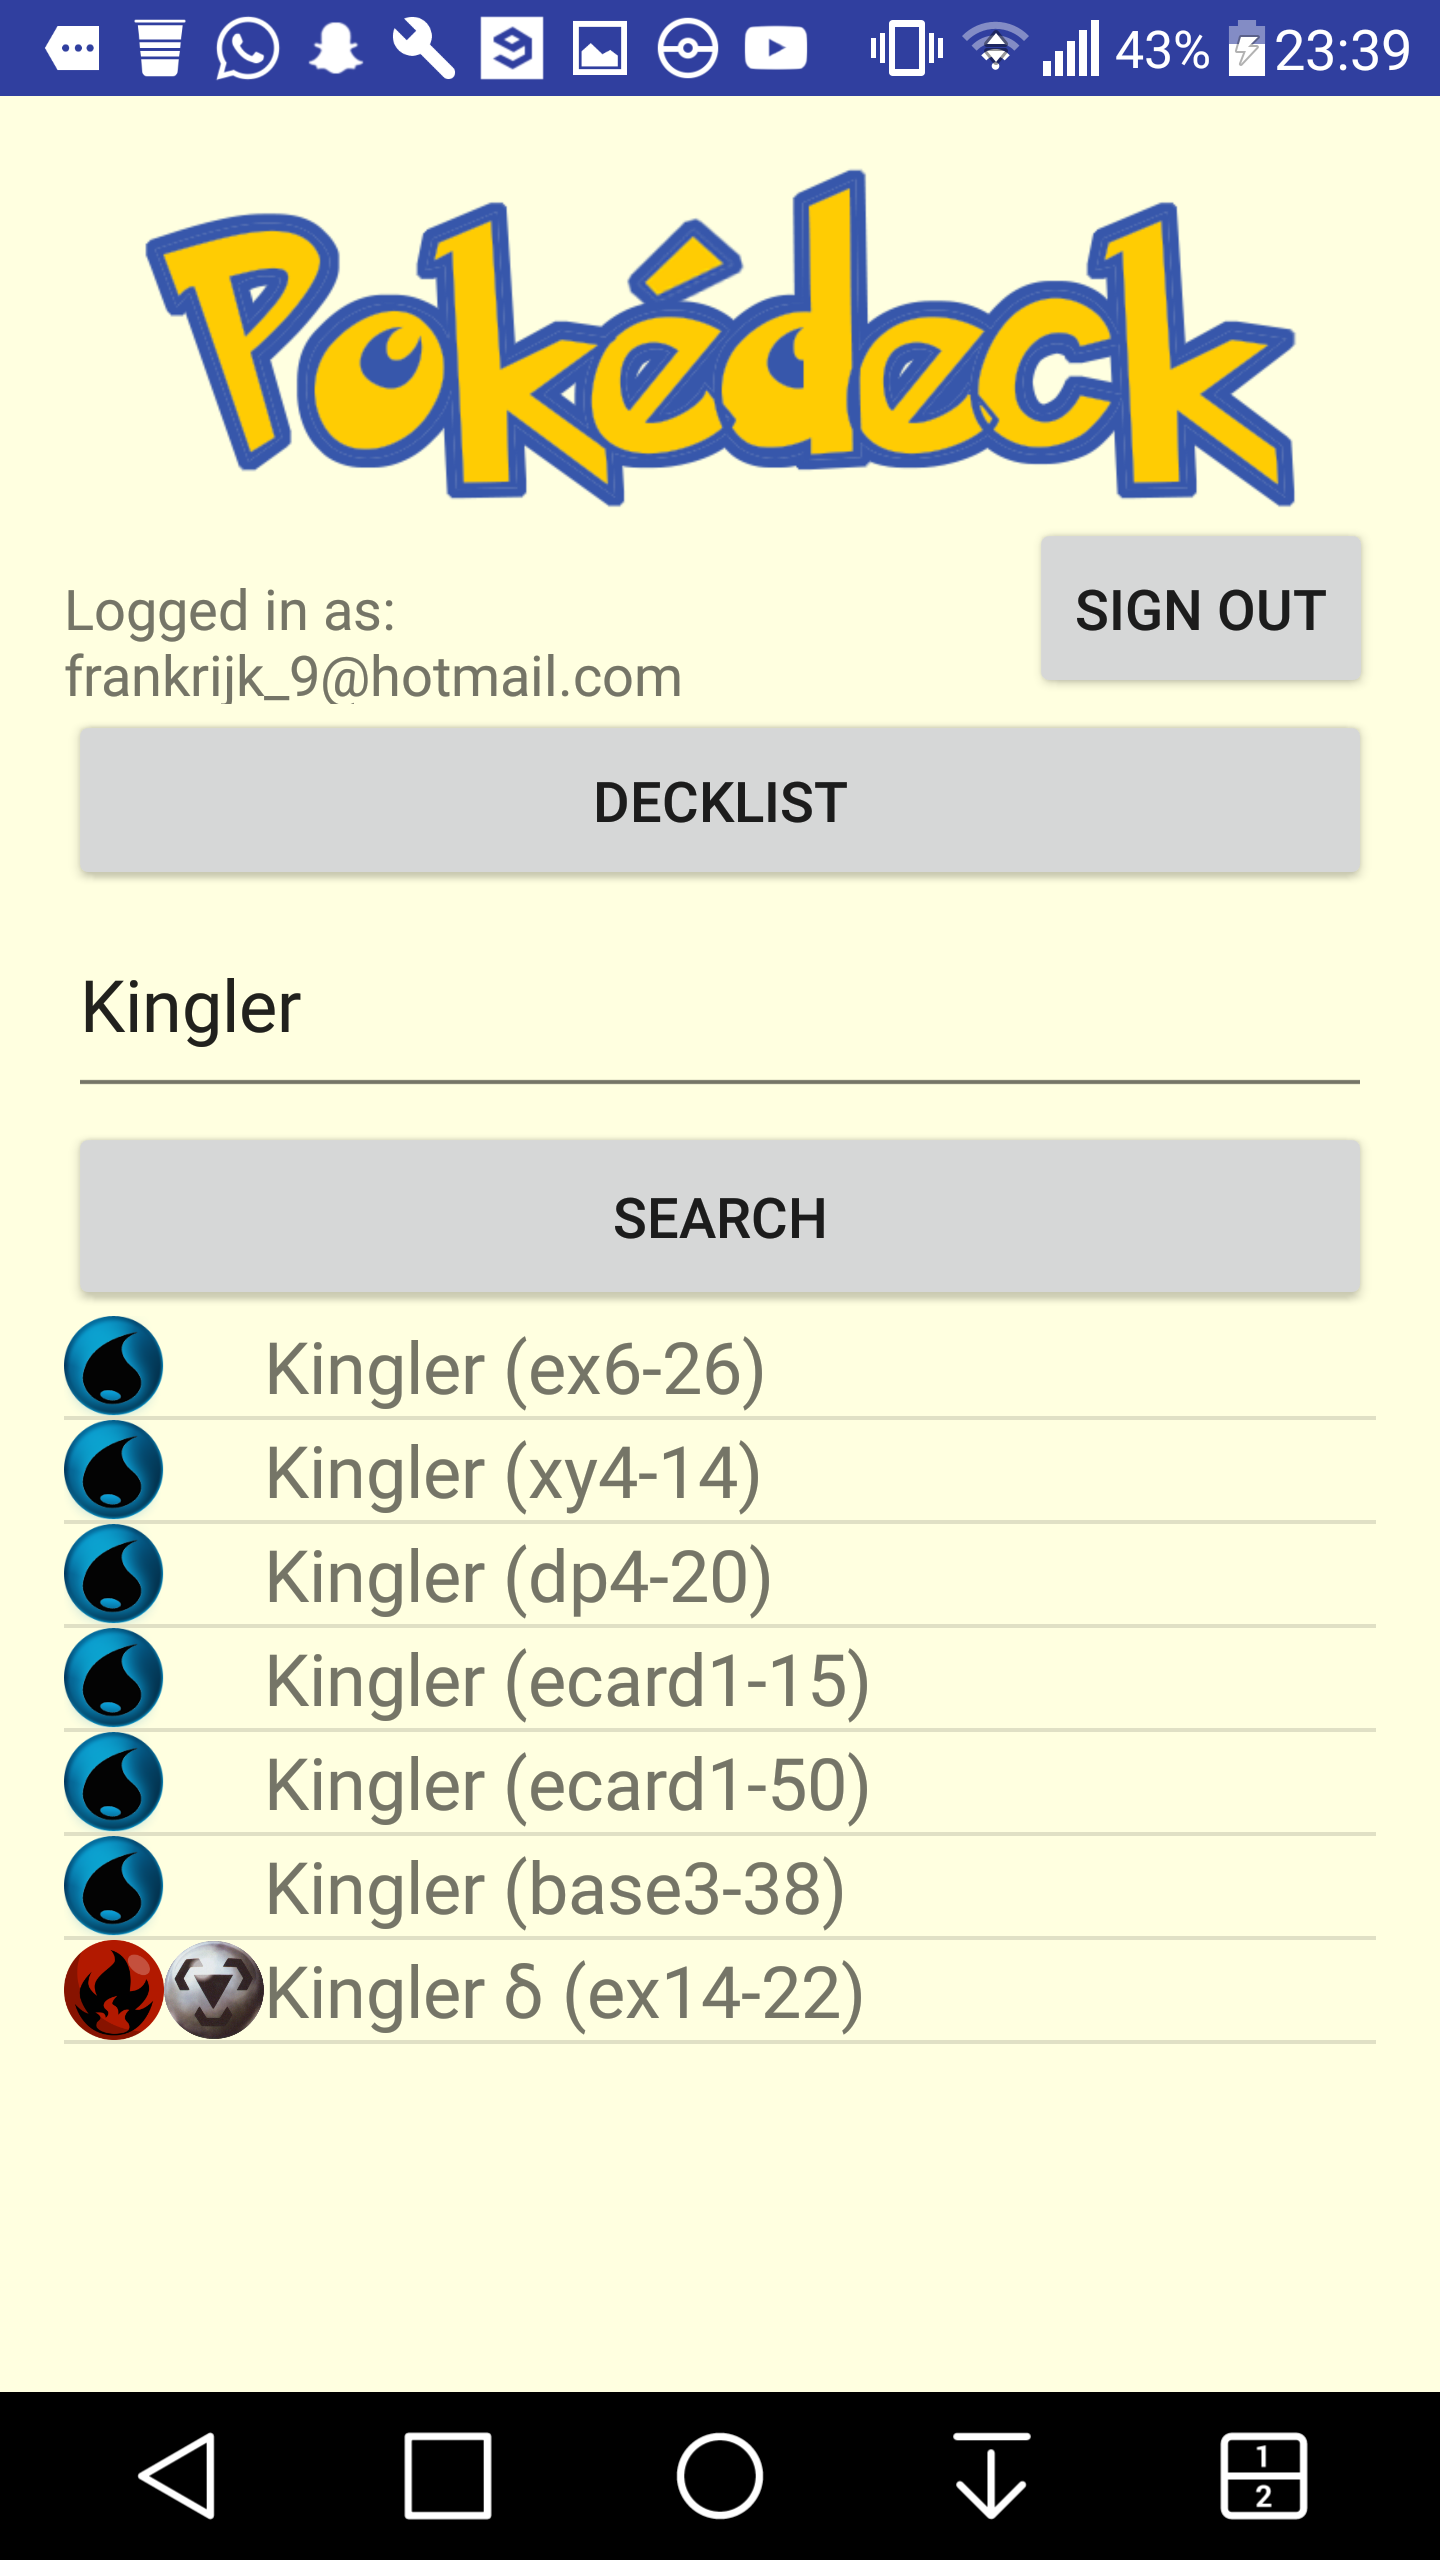 43% 23:39
Pokédeck
Logged in as:
frankrijk_9@hotmail.com
SIGN OUT
DECKLIST
Kingler
SEARCH
Kingler (ex6-26)
Kingler (xy4-14)
Kingler (dp4-20)
Kingler (ecard1-15)
Kingler (ecard1-50)
Kingler (base3-38)
Kingler δ (ex14-22)
1
2